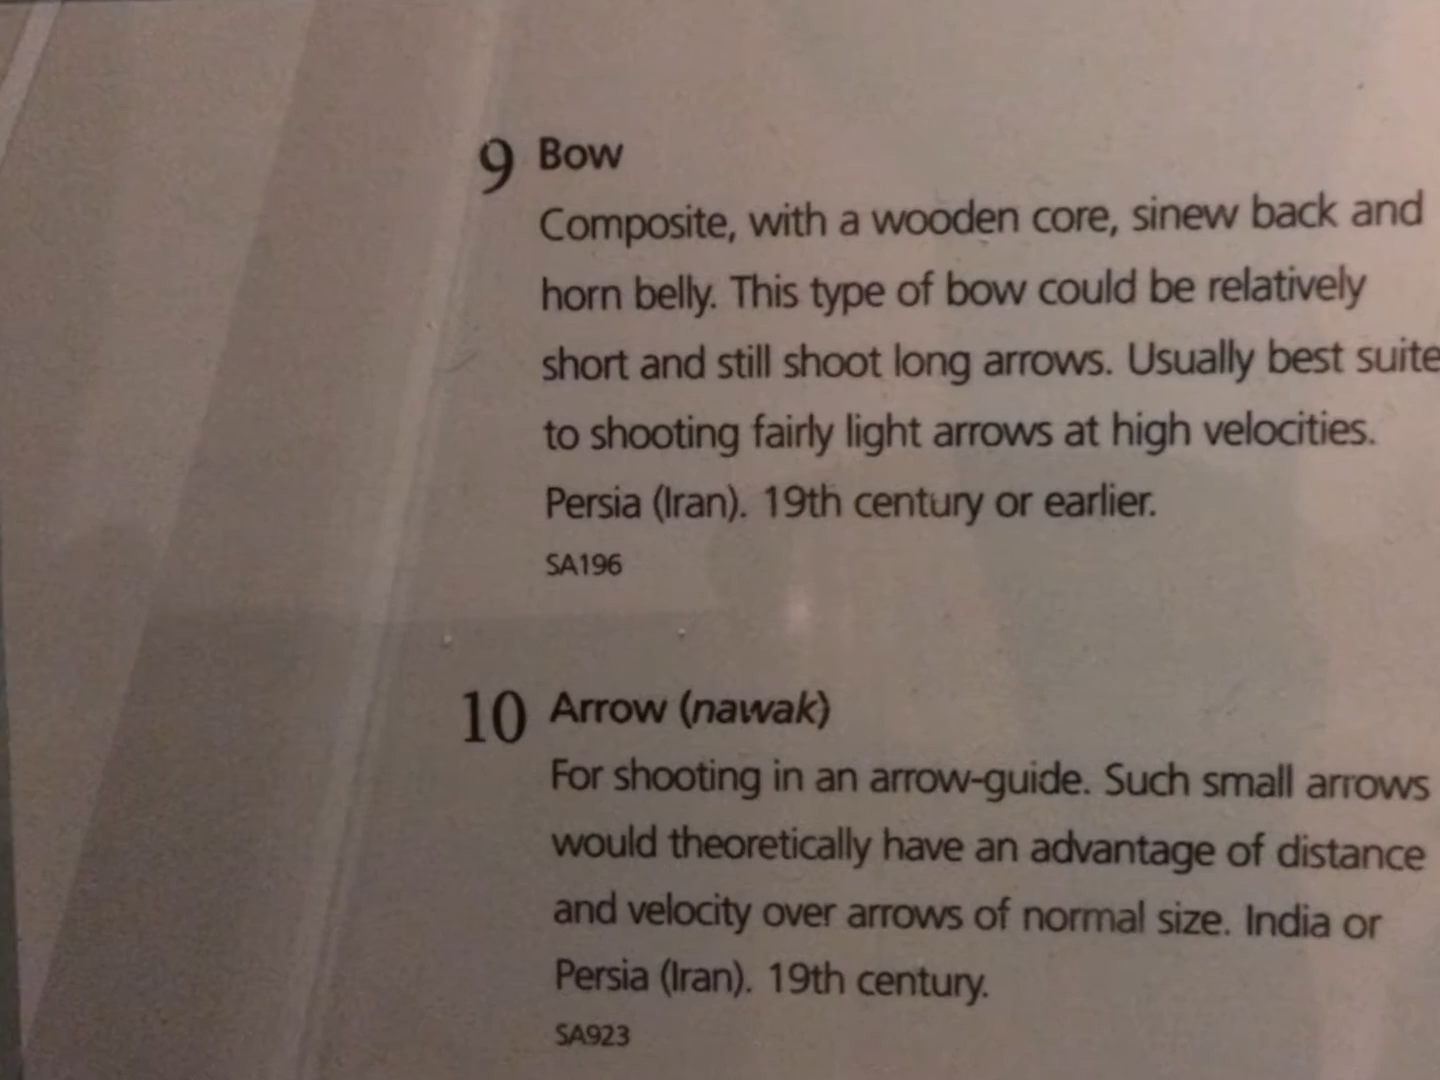 9 Bow
Composite, with a wooden core, sinew back and
horn belly. This type of bow could be relatively
short and still shoot long arrows. Usually best suite
to shooting fairly light arrows at high velocities.
Persia (Iran). 19th century or earlier.
SA196
10 Arrow (nawak)
For shooting in an arrow-guide. Such small arrows
would theoretically have an advantage of distance
and velocity over arrows of normal size. India or
Persia (Iran). 19th century.
SA923